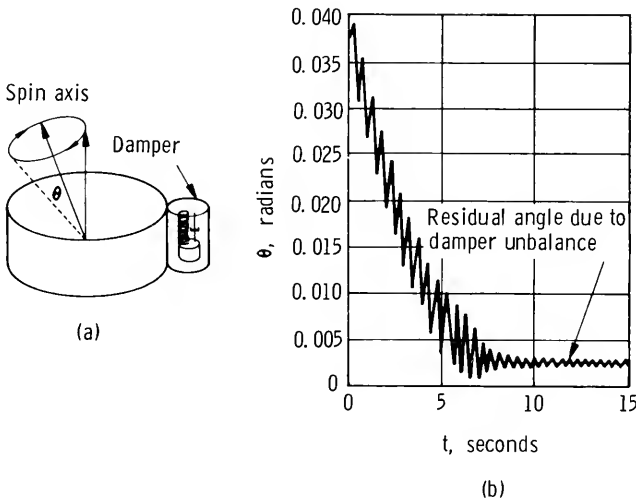 Spin axis
Damper
θ
(a)
(b)
θ, radians
0.040
0.035
0.030
0.025
0.020
0.015
0.010
0.005
0
Residual angle due to
damper unbalance
0 5 10 15
t, seconds
(b)